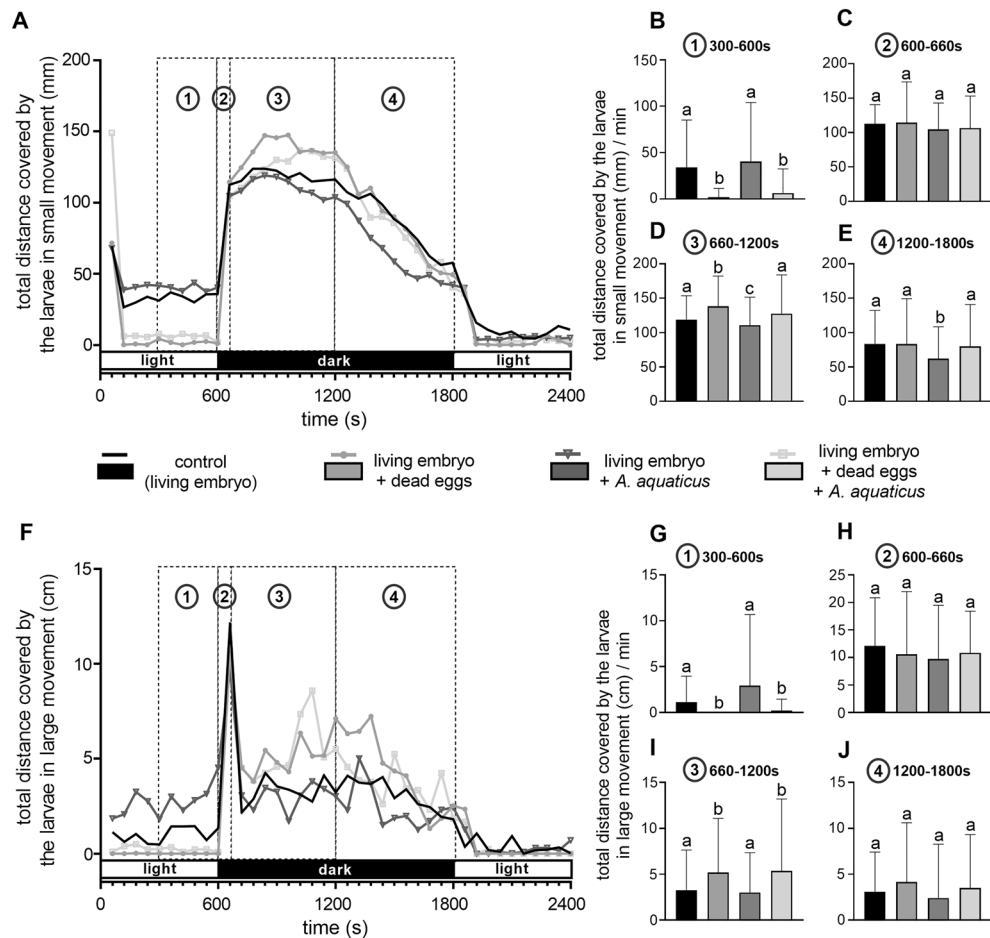 A
total distance covered by
the larvae in small movement (mm)
200
150
100
50
0
1
2
3
4
light
dark
light
0
600
1200
1800
2400
time (s)
B
1 300-600s
150
100
50
0
a
b
a
b
C
2 600-660s
200
150
100
50
0
a
a
a
a
total distance covered by the larvae
in small movement (mm) / min
D
3 660-1200s
200
150
100
50
0
a
b
c
a
E
4 1200-1800s
200
150
100
50
0
a
a
b
a
control
(living embryo)
living embryo
+ dead eggs
living embryo
+ A. aquaticus
living embryo
+ dead eggs
+ A. aquaticus
F
total distance covered by
the larvae in large movement (cm)
15
10
5
0
1
2
3
4
light
dark
light
0
600
1200
1800
2400
time (s)
G
1 300-600s
15
10
5
0
a
b
a
b
H
2 600-660s
25
20
15
10
5
0
a
a
a
a
total distance covered by the larvae
in large movement (cm) / min
I
3 660-1200s
15
10
5
0
a
b
a
b
J
4 1200-1800s
15
10
5
0
a
a
a
a